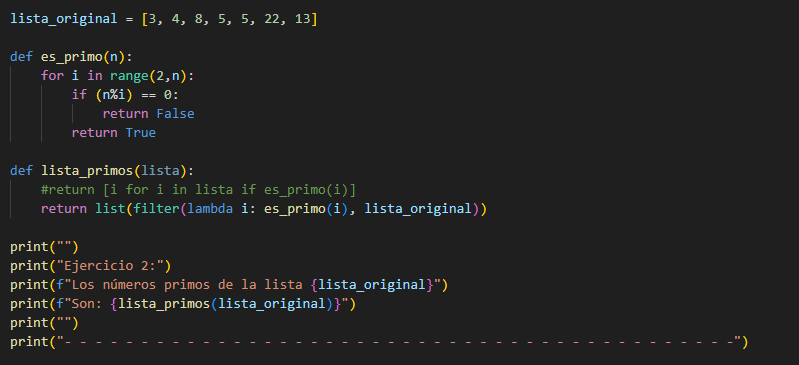 lista_original = [3, 4, 8, 5, 5, 22, 13]

def es_primo(n):
    for i in range(2,n):
        if (n%i) == 0:
            return False
        return True

def lista_primos(lista):
    #return [i for i in lista if es_primo(i)]
    return list(filter(lambda i: es_primo(i), lista_original))

print("")
print("Ejercicio 2:")
print(f"Los números primos de la lista {lista_original}")
print(f"Son: {lista_primos(lista_original)}")
print("")
print("- - - - - - - - - - - - - - - - - - - - - - - - - - - - - - - - - - - - - - - - - - - -")